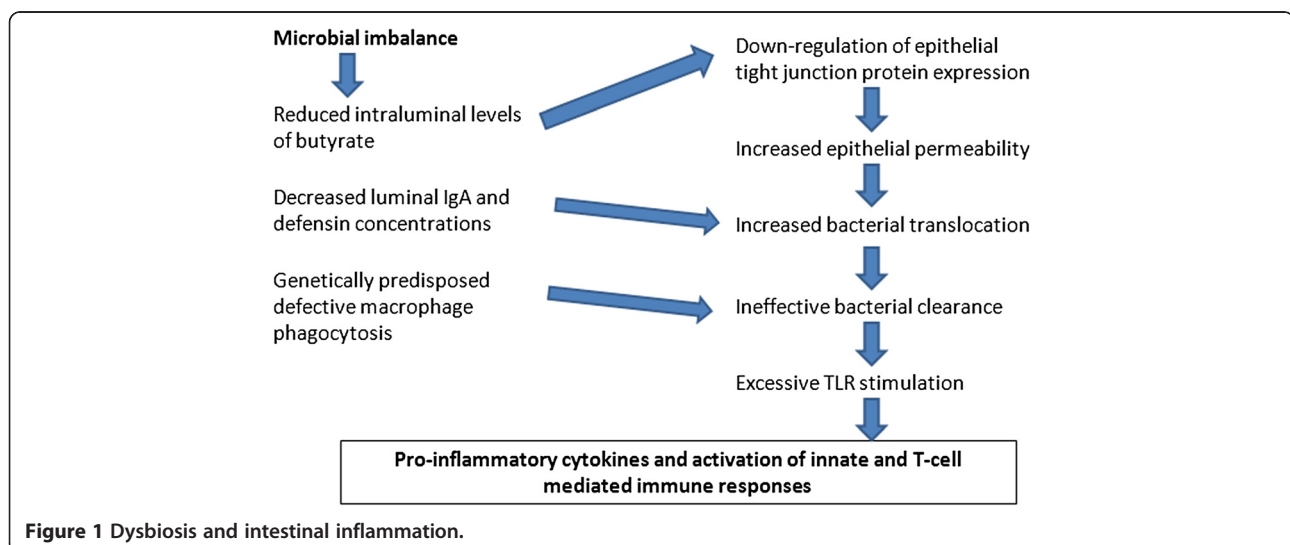 Microbial imbalance
Reduced intraluminal levels
of butyrate
Decreased luminal IgA and
defensin concentrations
Genetically predisposed
defective macrophage
phagocytosis
Down-regulation of epithelial
tight junction protein expression
Increased epithelial permeability
Increased bacterial translocation
Ineffective bacterial clearance
Excessive TLR stimulation
Pro-inflammatory cytokines and activation of innate and T-cell
mediated immune responses
Figure 1 Dysbiosis and intestinal inflammation.